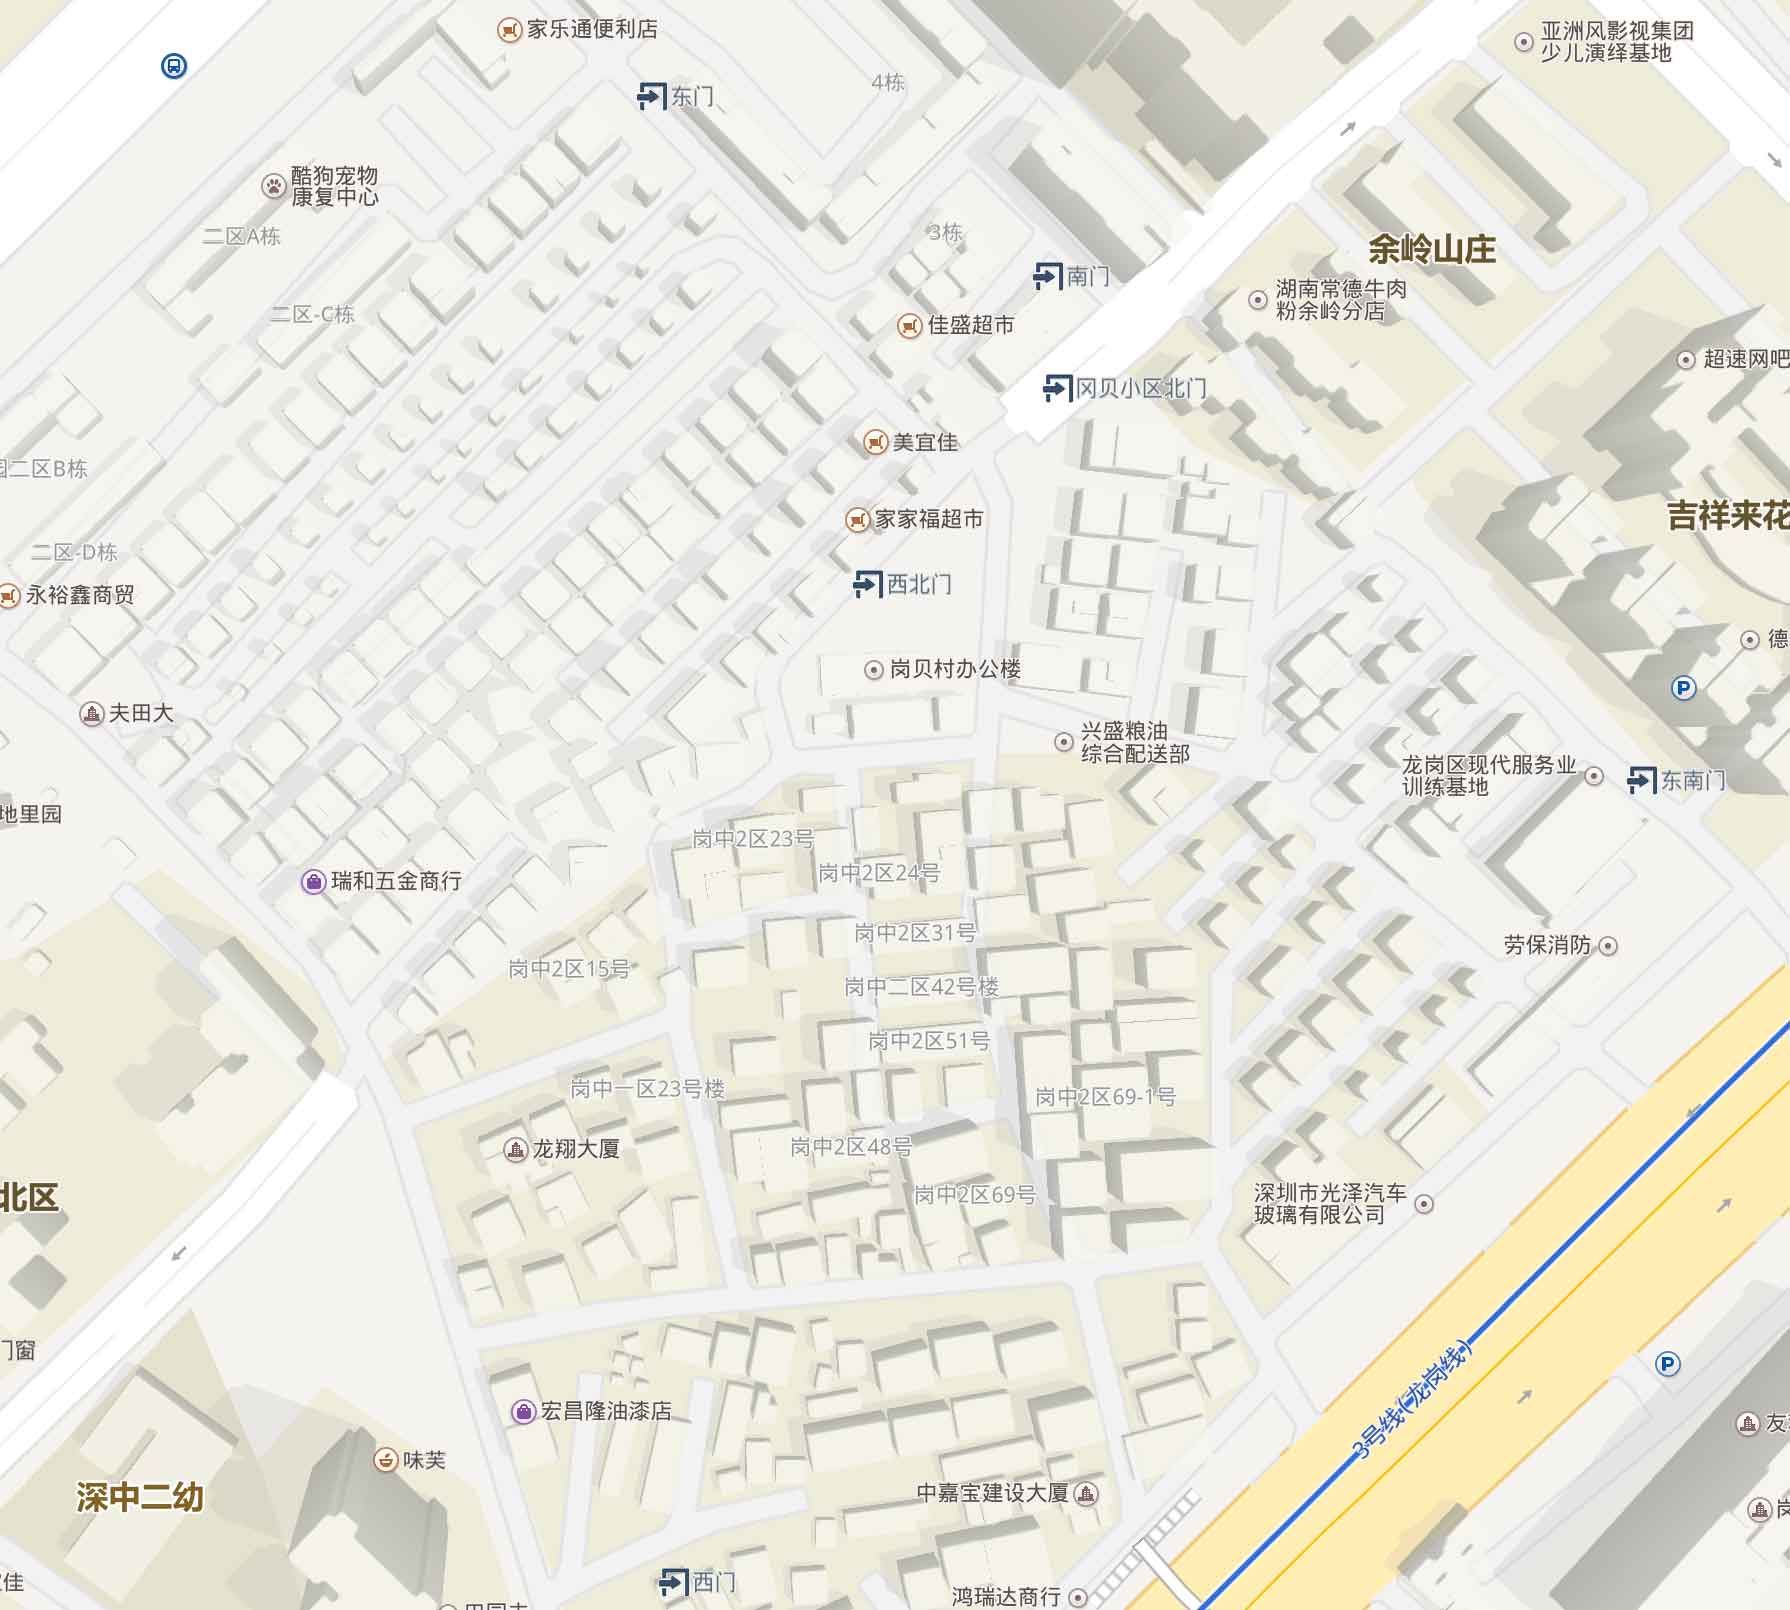 家乐通便利店
亚洲风影视集团
少儿演绎基地
4栋
东门
酷狗宠物
康复中心
二区A栋
3栋
余岭山庄
南门
湖南常德牛肉
粉余岭分店
二区-C栋
佳盛超市
超速网吧
冈贝小区北门
美宜佳
园二区B栋
家家福超市
吉祥来花
二区-D栋
西北门
永裕鑫商贸
德
岗贝村办公楼
P
夫田大
兴盛粮油
综合配送部
龙岗区现代服务业
训练基地
东南门
地里园
岗中2区23号
岗中2区24号
瑞和五金商行
岗中2区31号
劳保消防
岗中2区15号
岗中二区42号楼
岗中2区51号
岗中一区23号楼
岗中2区69-1号
龙翔大厦
岗中2区48号
北区
岗中2区69号
深圳市光泽汽车
玻璃有限公司
门窗
P
3号线(龙岗线)
宏昌隆油漆店
友
味芙
深中二幼
中嘉宝建设大厦
岗
佳
西门
鸿瑞达商行